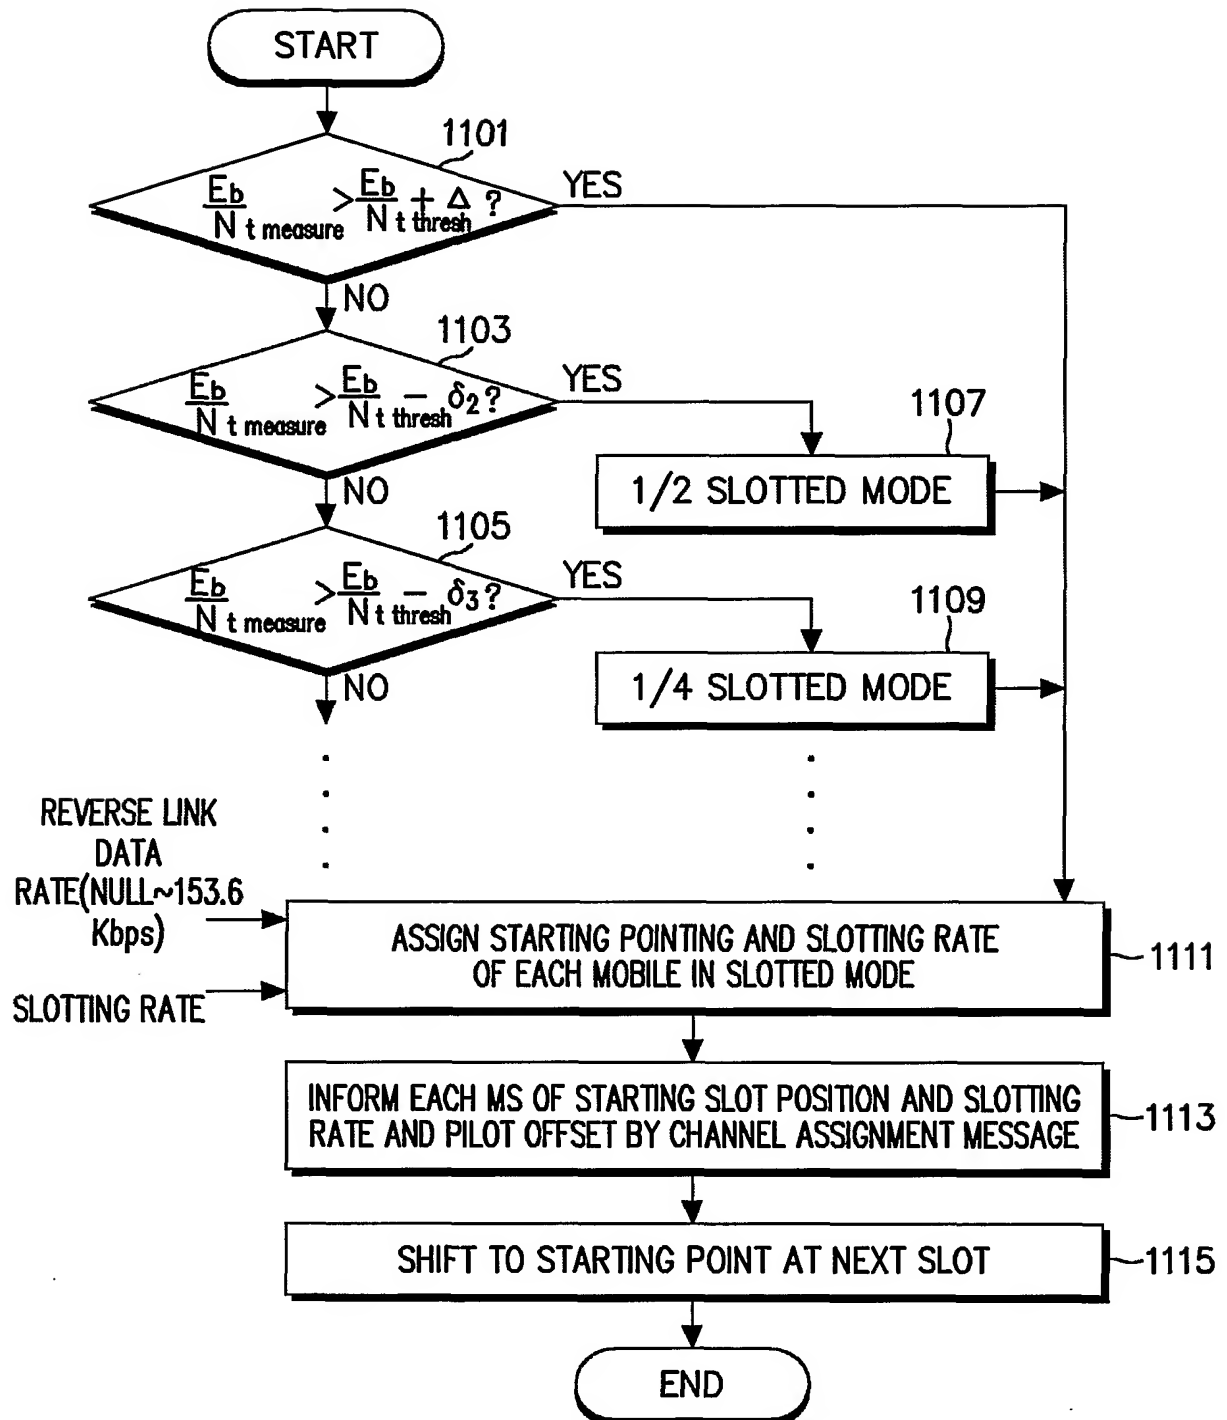 START
1101
Eb/Nt measure > Eb/Nt thresh + Δ ?
YES
NO
1103
Eb/Nt measure > Eb/Nt thresh − δ2?
YES
1107
1/2 SLOTTED MODE
NO
1105
Eb/Nt measure > Eb/Nt thresh − δ3?
YES
1109
1/4 SLOTTED MODE
NO
REVERSE LINK
DATA
RATE(NULL~153.6
Kbps)
SLOTTING RATE
ASSIGN STARTING POINTING AND SLOTTING RATE
OF EACH MOBILE IN SLOTTED MODE
1111
INFORM EACH MS OF STARTING SLOT POSITION AND SLOTTING
RATE AND PILOT OFFSET BY CHANNEL ASSIGNMENT MESSAGE
1113
SHIFT TO STARTING POINT AT NEXT SLOT
1115
END